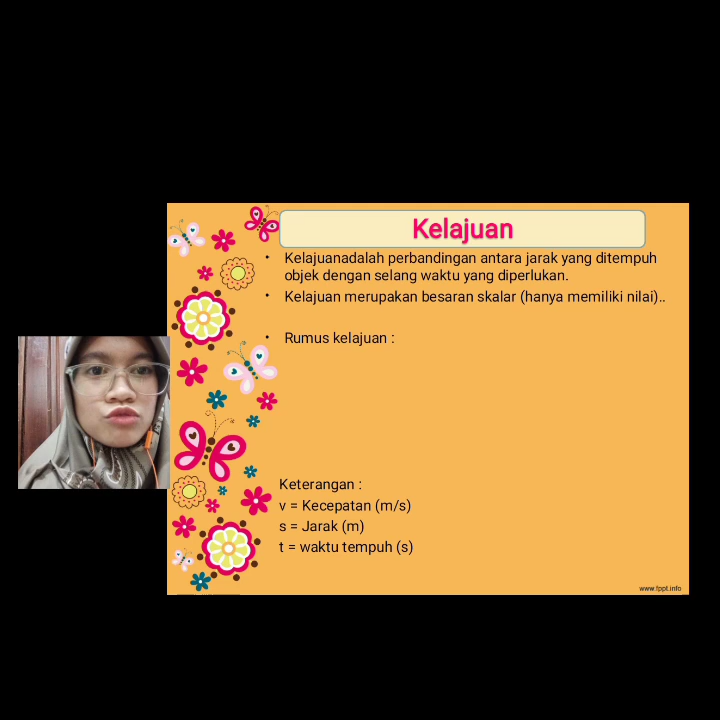 Kelajuan
• Kelajuanadalah perbandingan antara jarak yang ditempuh
objek dengan selang waktu yang diperlukan.
• Kelajuan merupakan besaran skalar (hanya memiliki nilai)..
• Rumus kelajuan :
Keterangan :
v = Kecepatan (m/s)
s = Jarak (m)
t = waktu tempuh (s)
www.fppt.info